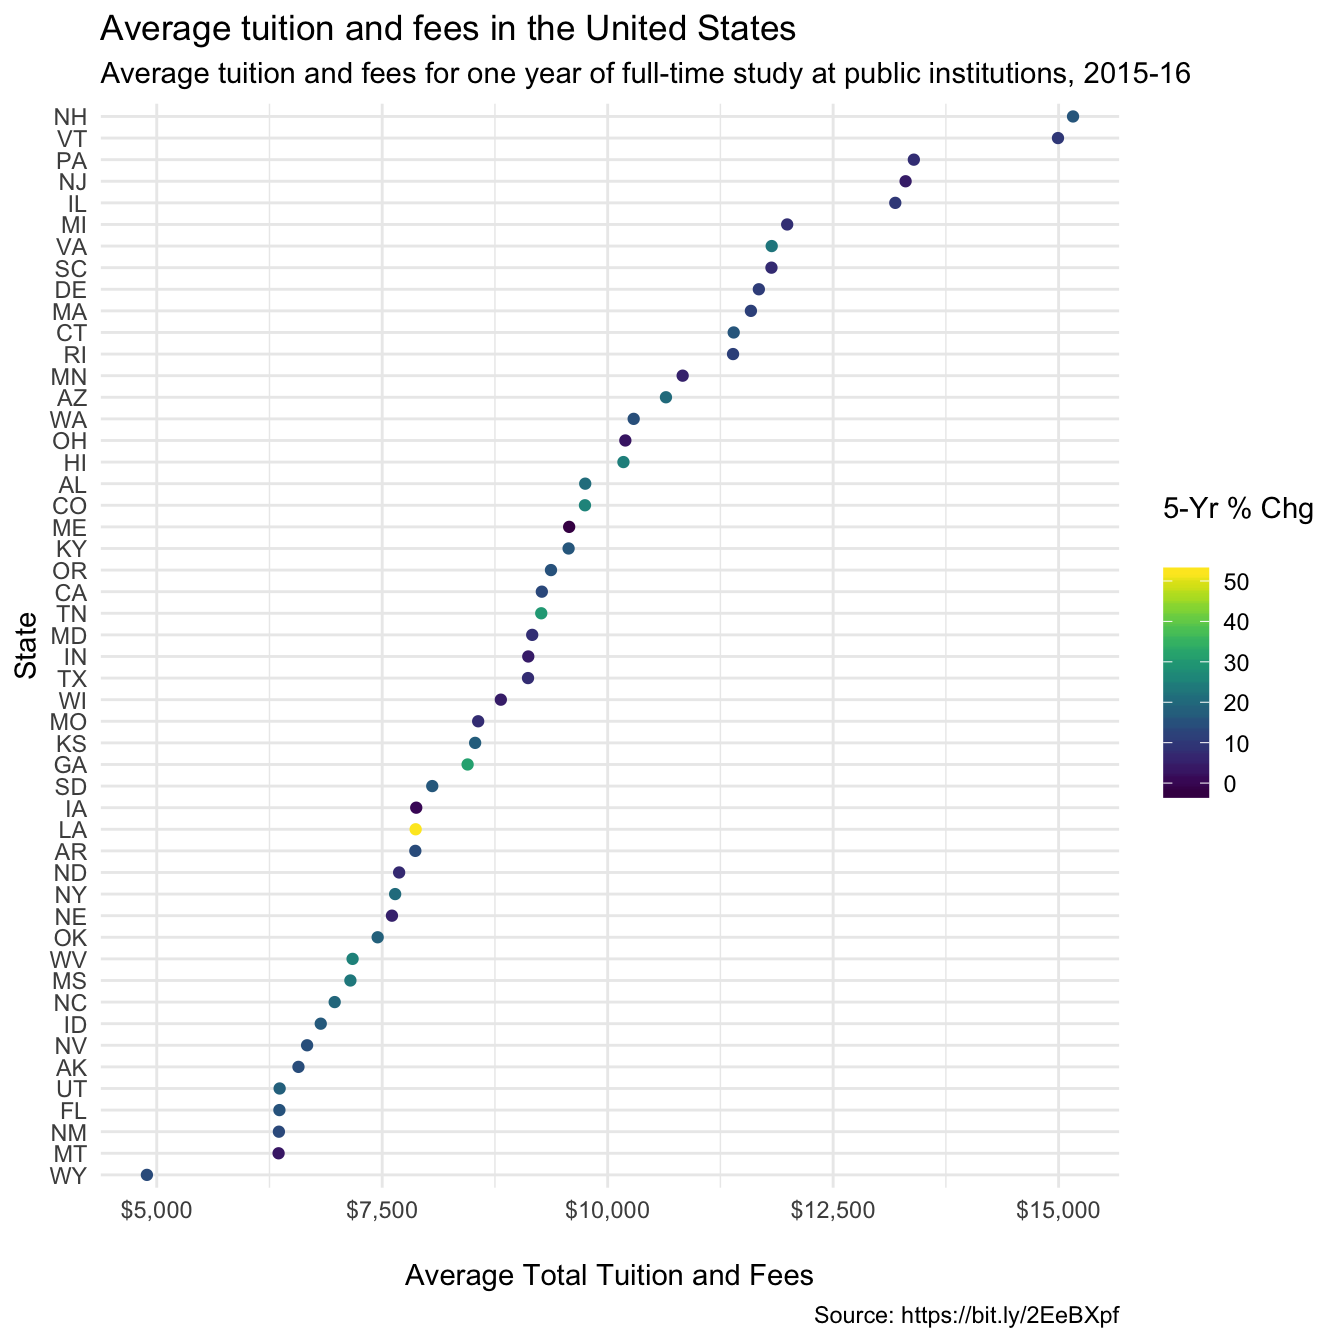 Average tuition and fees in the United States
Average tuition and fees for one year of full-time study at public institutions, 2015-16
NH
VT
PA
NJ
IL
MI
VA
SC
DE
MA
CT
RI
MN
AZ
WA
OH
HI
AL
CO
ME
KY
OR
CA
TN
MD
IN
TX
WI
MO
KS
GA
SD
IA
LA
AR
ND
NY
NE
OK
WV
MS
NC
ID
NV
AK
UT
FL
NM
MT
WY
State
$5,000 $7,500 $10,000 $12,500 $15,000
Average Total Tuition and Fees
5-Yr % Chg
50
40
30
20
10
0
Source: https://bit.ly/2EeBXpf